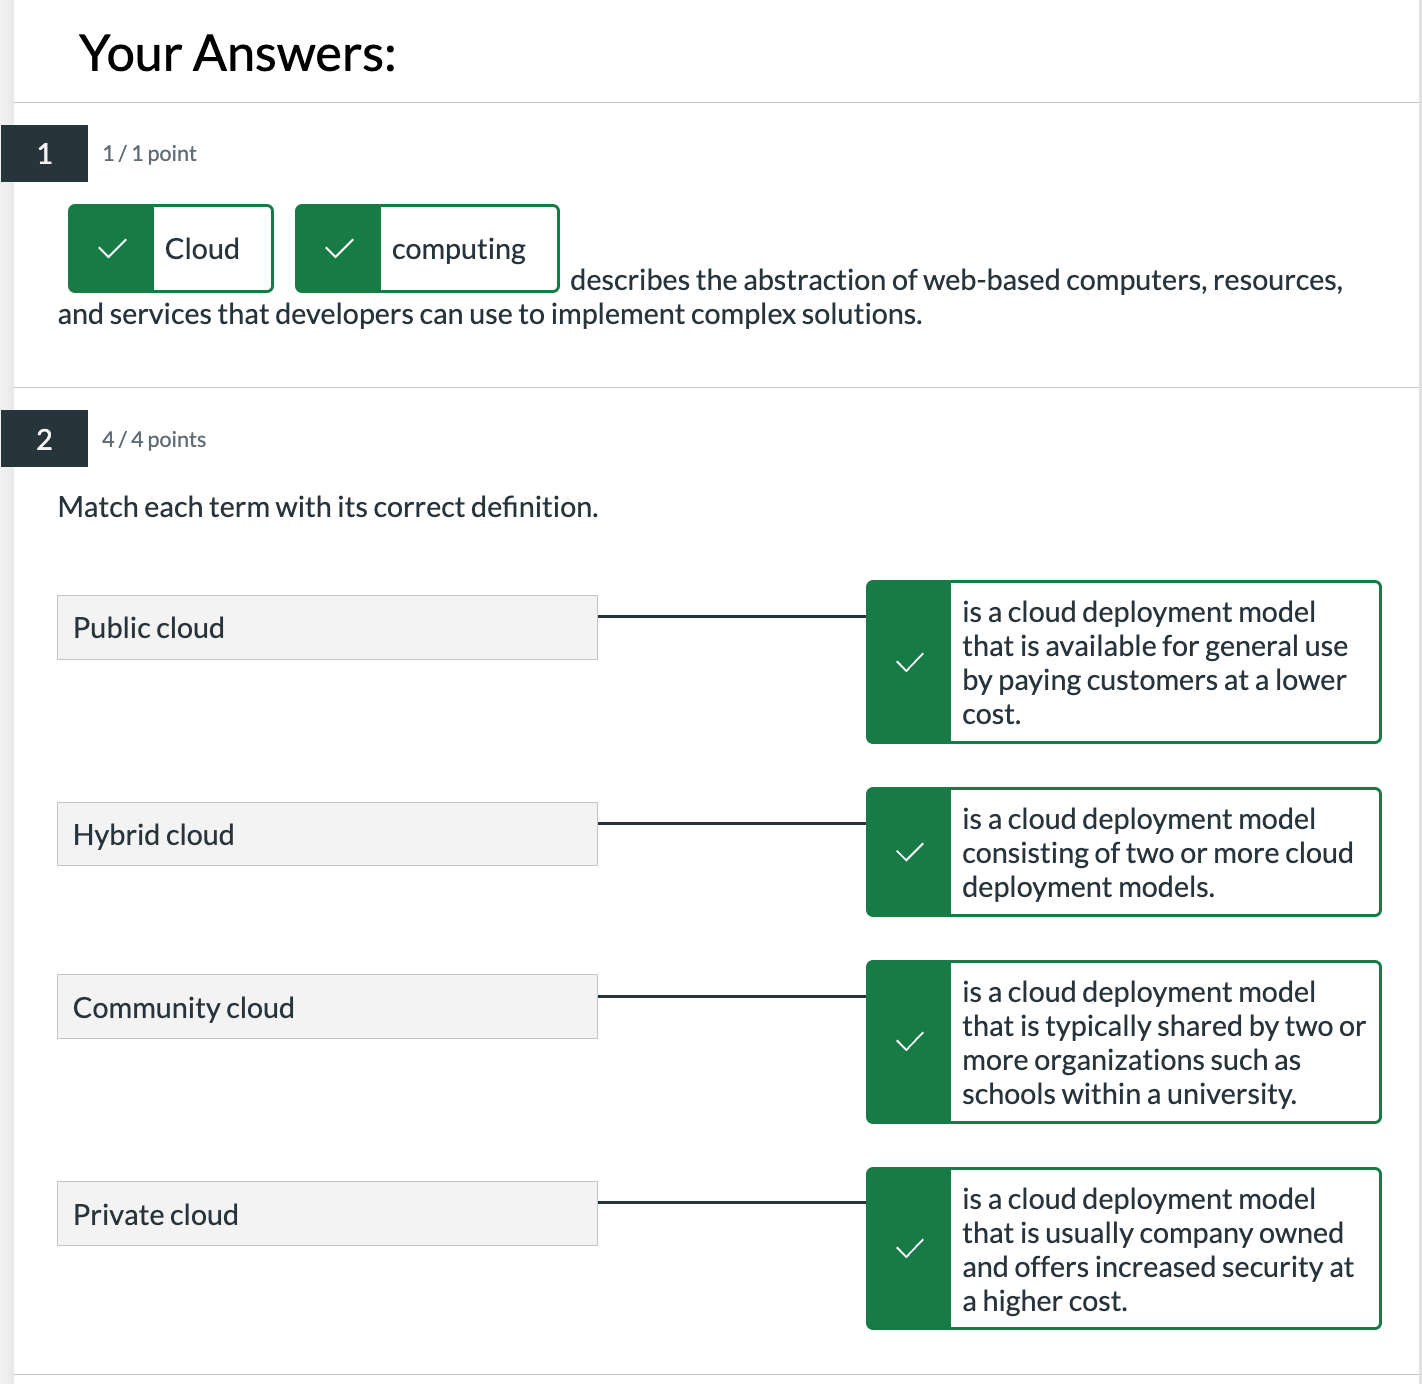 Your Answers:
1
1 / 1 point
Cloud computing describes the abstraction of web-based computers, resources,
and services that developers can use to implement complex solutions.
2
4 / 4 points
Match each term with its correct definition.
Public cloud
is a cloud deployment model
that is available for general use
by paying customers at a lower
cost.
Hybrid cloud
is a cloud deployment model
consisting of two or more cloud
deployment models.
Community cloud
is a cloud deployment model
that is typically shared by two or
more organizations such as
schools within a university.
Private cloud
is a cloud deployment model
that is usually company owned
and offers increased security at
a higher cost.